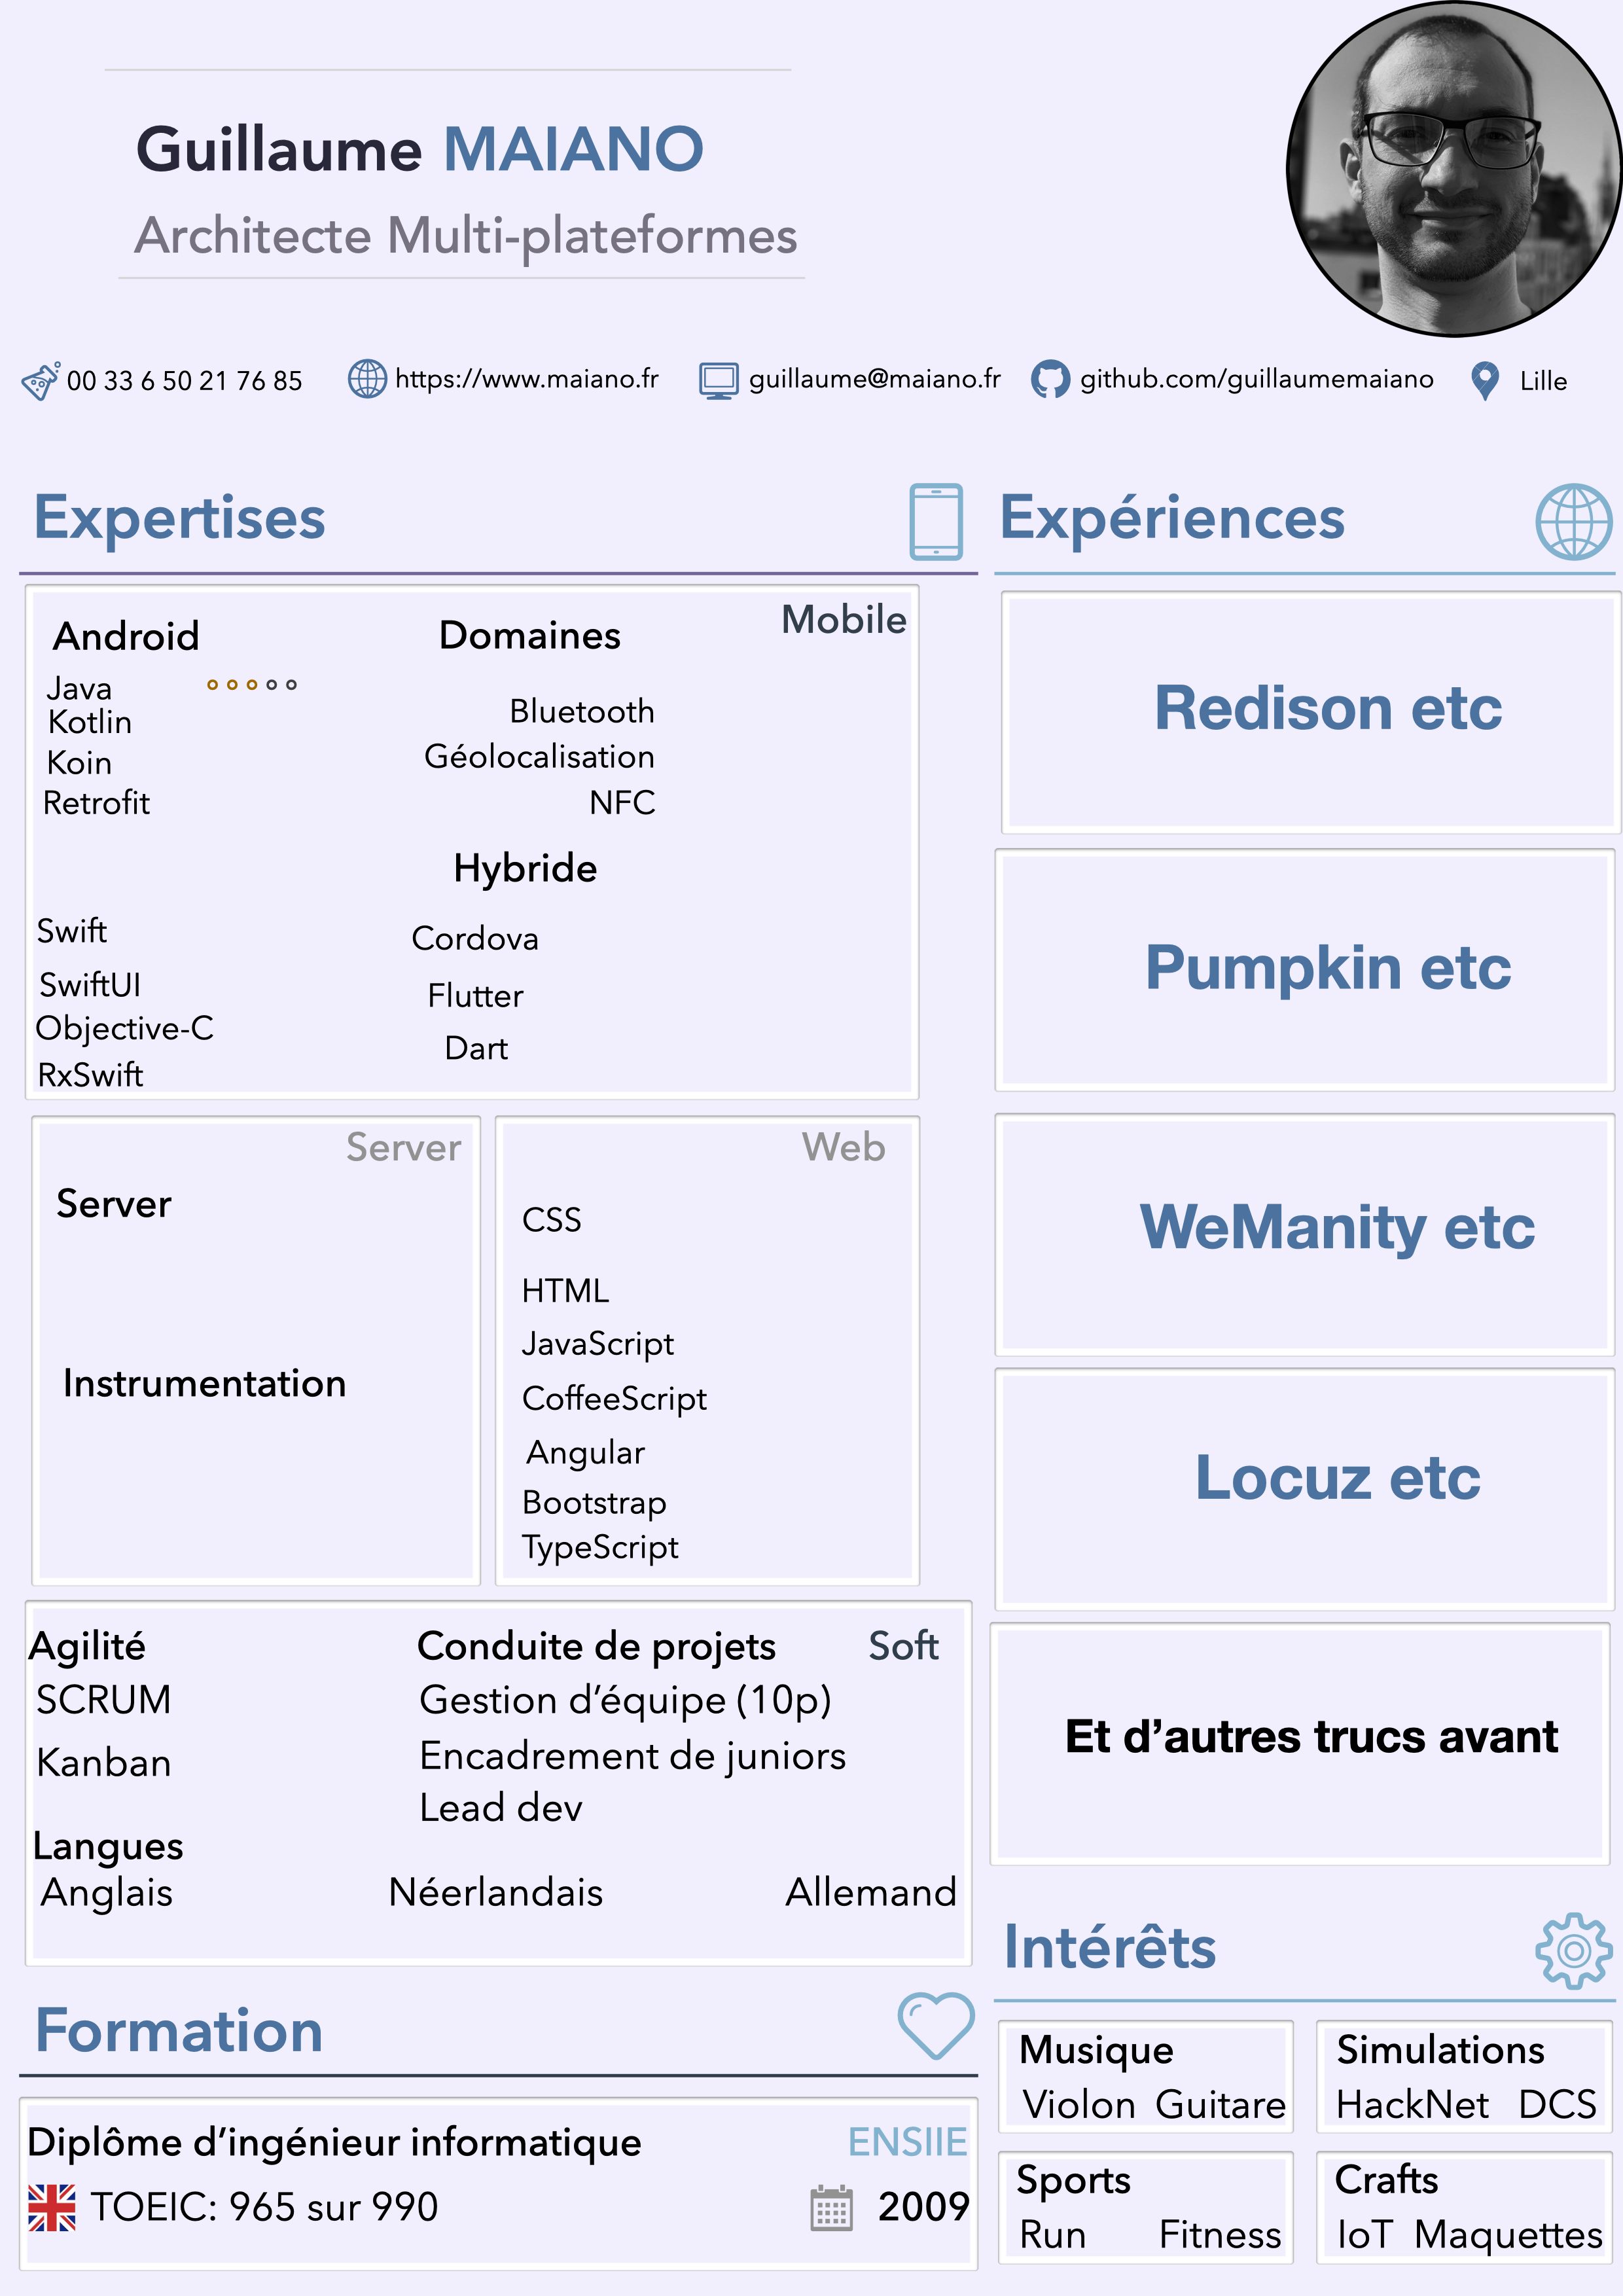 Guillaume MAIANO
Architecte Multi-plateformes
00 33 6 50 21 76 85
https://www.maiano.fr
guillaume@maiano.fr
github.com/guillaumemaiano
Lille
Expertises
Mobile
Android
Java
Kotlin
Koin
Retrofit
Swift
SwiftUI
Objective-C
RxSwift
Domaines
Bluetooth
Géolocalisation
NFC
Hybride
Cordova
Flutter
Dart
Server
Server
Instrumentation
Web
CSS
HTML
JavaScript
CoffeeScript
Angular
Bootstrap
TypeScript
Soft
Agilité
SCRUM
Kanban
Conduite de projets
Gestion d’équipe (10p)
Encadrement de juniors
Lead dev
Langues
Anglais Néerlandais Allemand
Formation
Diplôme d’ingénieur informatique ENSIIE
TOEIC: 965 sur 990 2009
Expériences
Redison etc
Pumpkin etc
WeManity etc
Locuz etc
Et d’autres trucs avant
Intérêts
Musique
Violon Guitare
Simulations
HackNet DCS
Sports
Run Fitness
Crafts
IoT Maquettes